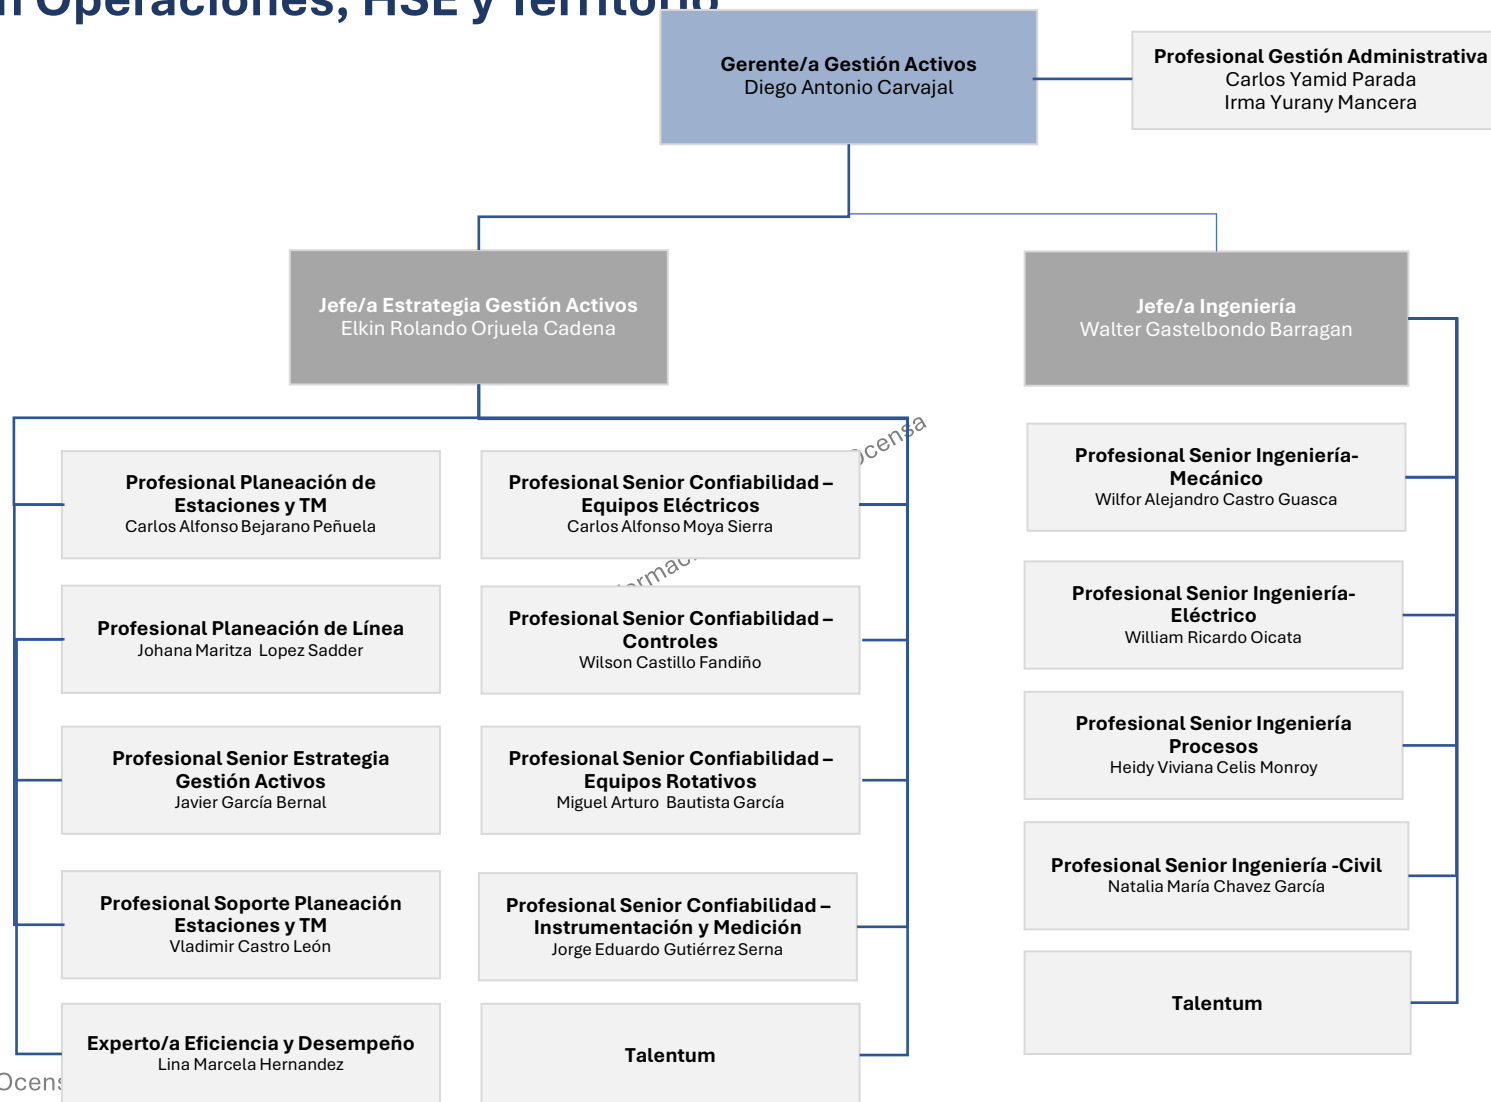 Operaciones, HSE y Territorio
Gerente/a Gestión Activos
Diego Antonio Carvajal
Profesional Gestión Administrativa
Carlos Yamid Parada
Irma Yurany Mancera
Jefe/a Estrategia Gestión Activos
Elkin Rolando Orjuela Cadena
Jefe/a Ingeniería
Walter Gastelbondo Barragan
Profesional Planeación de
Estaciones y TM
Carlos Alfonso Bejarano Peñuela
Profesional Senior Confiabilidad –
Equipos Eléctricos
Carlos Alfonso Moya Sierra
Profesional Senior Ingeniería-
Mecánico
Wilfor Alejandro Castro Guasca
Profesional Planeación de Línea
Johana Maritza Lopez Sadder
Profesional Senior Confiabilidad –
Controles
Wilson Castillo Fandiño
Profesional Senior Ingeniería-
Eléctrico
William Ricardo Oicata
Profesional Senior Estrategia
Gestión Activos
Javier García Bernal
Profesional Senior Confiabilidad –
Equipos Rotativos
Miguel Arturo Bautista García
Profesional Senior Ingeniería
Procesos
Heidy Viviana Celis Monroy
Profesional Soporte Planeación
Estaciones y TM
Vladimir Castro León
Profesional Senior Confiabilidad –
Instrumentación y Medición
Jorge Eduardo Gutiérrez Serna
Profesional Senior Ingeniería -Civil
Natalia María Chavez García
Experto/a Eficiencia y Desempeño
Lina Marcela Hernandez
Talentum
Talentum
Ocensa